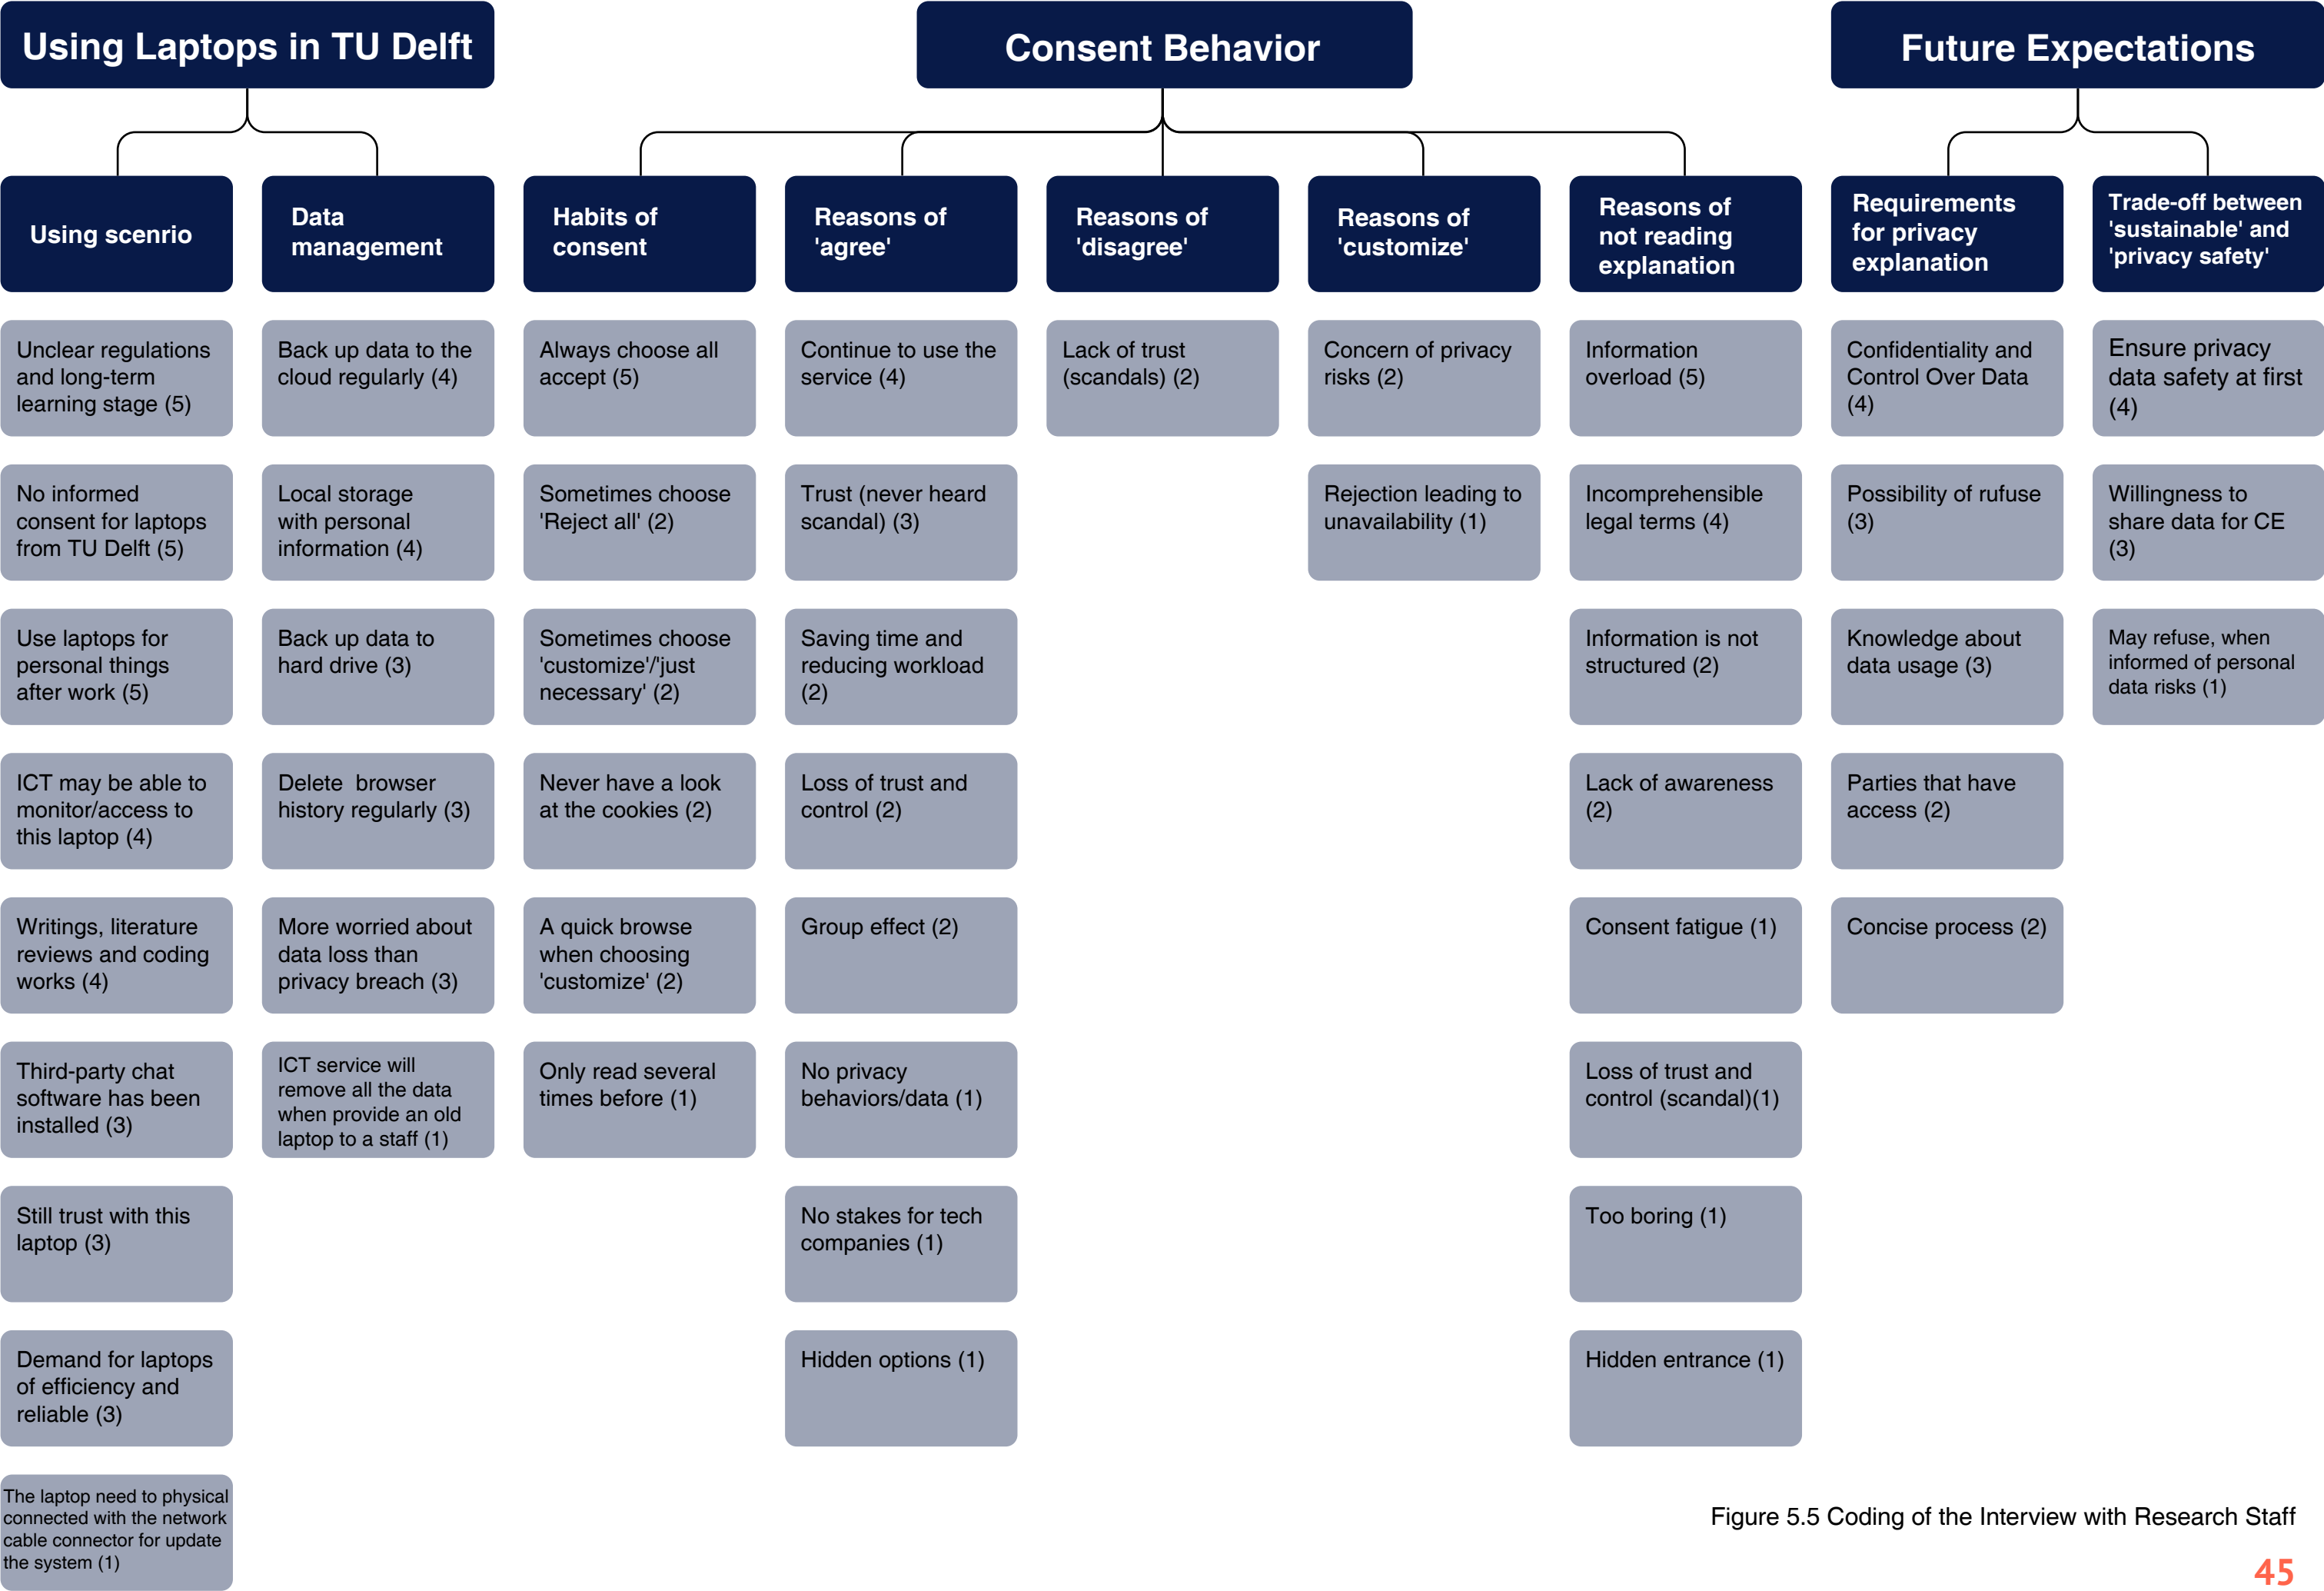 Using Laptops in TU Delft
Consent Behavior
Future Expectations
Using scenrio
Data
management
Habits of
consent
Reasons of
'agree'
Reasons of
'disagree'
Reasons of
'customize'
Reasons of
not reading
explanation
Requirements
for privacy
explanation
Trade-off between
'sustainable' and
'privacy safety'
Unclear regulations
and long-term
learning stage (5)
No informed
consent for laptops
from TU Delft (5)
Use laptops for
personal things
after work (5)
ICT may be able to
monitor/access to
this laptop (4)
Writings, literature
reviews and coding
works (4)
Third-party chat
software has been
installed (3)
Still trust with this
laptop (3)
Demand for laptops
of efficiency and
reliable (3)
The laptop need to physical
connected with the network
cable connector for update
the system (1)
Back up data to the
cloud regularly (4)
Local storage
with personal
information (4)
Back up data to
hard drive (3)
Delete  browser
history regularly (3)
More worried about
data loss than
privacy breach (3)
ICT service will
remove all the data
when provide an old
laptop to a staff (1)
Always choose all
accept (5)
Sometimes choose
'Reject all' (2)
Sometimes choose
'customize'/'just
necessary' (2)
Never have a look
at the cookies (2)
A quick browse
when choosing
'customize' (2)
Only read several
times before (1)
Continue to use the
service (4)
Trust (never heard
scandal) (3)
Saving time and
reducing workload
(2)
Loss of trust and
control (2)
Group effect (2)
No privacy
behaviors/data (1)
No stakes for tech
companies (1)
Hidden options (1)
Lack of trust
(scandals) (2)
Concern of privacy
risks (2)
Rejection leading to
unavailability (1)
Information
overload (5)
Incomprehensible
legal terms (4)
Information is not
structured (2)
Lack of awareness
(2)
Consent fatigue (1)
Loss of trust and
control (scandal)(1)
Too boring (1)
Hidden entrance (1)
Confidentiality and
Control Over Data
(4)
Possibility of rufuse
(3)
Knowledge about
data usage (3)
Parties that have
access (2)
Concise process (2)
Ensure privacy
data safety at first
(4)
Willingness to
share data for CE
(3)
May refuse, when
informed of personal
data risks (1)
Figure 5.5 Coding of the Interview with Research Staff
45